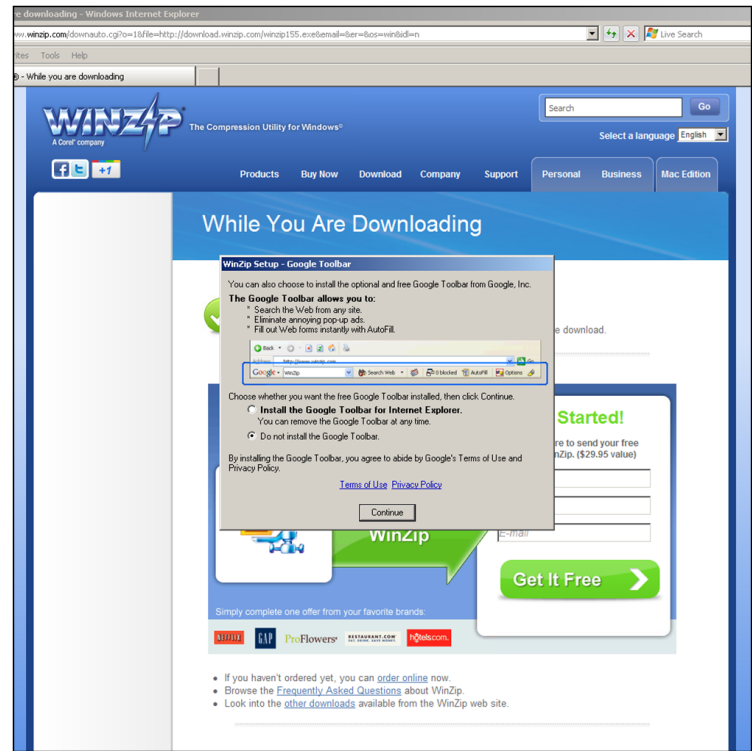 e downloading - Windows Internet Explorer
ww.winzip.com/downauto.cgi?o=1&file=http://download.winzip.com/winzip155.exe&email=&er=&os=win&idl=n
Live Search
rites Tools Help
® - While you are downloading
WINZIP
A Corel® company
The Compression Utility for Windows®
Search
Go
Select a language English
f t +1
Products Buy Now Download Company Support Personal Business Mac Edition
While You Are Downloading
WinZip Setup - Google Toolbar
You can also choose to install the optional and free Google Toolbar from Google, Inc.
The Google Toolbar allows you to:
* Search the Web from any site.
* Eliminate annoying pop-up ads.
* Fill out Web forms instantly with AutoFill.
e download.
Back
Address http://www.winzip.com Go
Google winzip Search Web 0 blocked AutoFill Options
Choose whether you want the free Google Toolbar installed, then click Continue.
Install the Google Toolbar for Internet Explorer.
You can remove the Google Toolbar at any time.
Do not install the Google Toolbar.
By installing the Google Toolbar, you agree to abide by Google's Terms of Use and
Privacy Policy.
Terms of Use Privacy Policy
Continue
Started!
re to send your free
nZip. ($29.95 value)
E-mail
WinZip
Get It Free
Simply complete one offer from your favorite brands:
NETFLIX GAP ProFlowers RESTAURANT.COM hotels.com
If you haven't ordered yet, you can order online now.
Browse the Frequently Asked Questions about WinZip.
Look into the other downloads available from the WinZip web site.